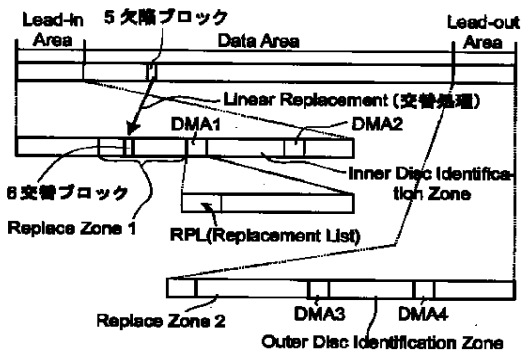 Lead-in Area
5 欠陥ブロック
Data Area
Lead-out Area
Linear Replacement (交替処理)
DMA1
DMA2
6交替ブロック
Inner Disc Identification Zone
Replace Zone 1
RPL(Replacement List)
Replace Zone 2
DMA3
DMA4
Outer Disc Identification Zone